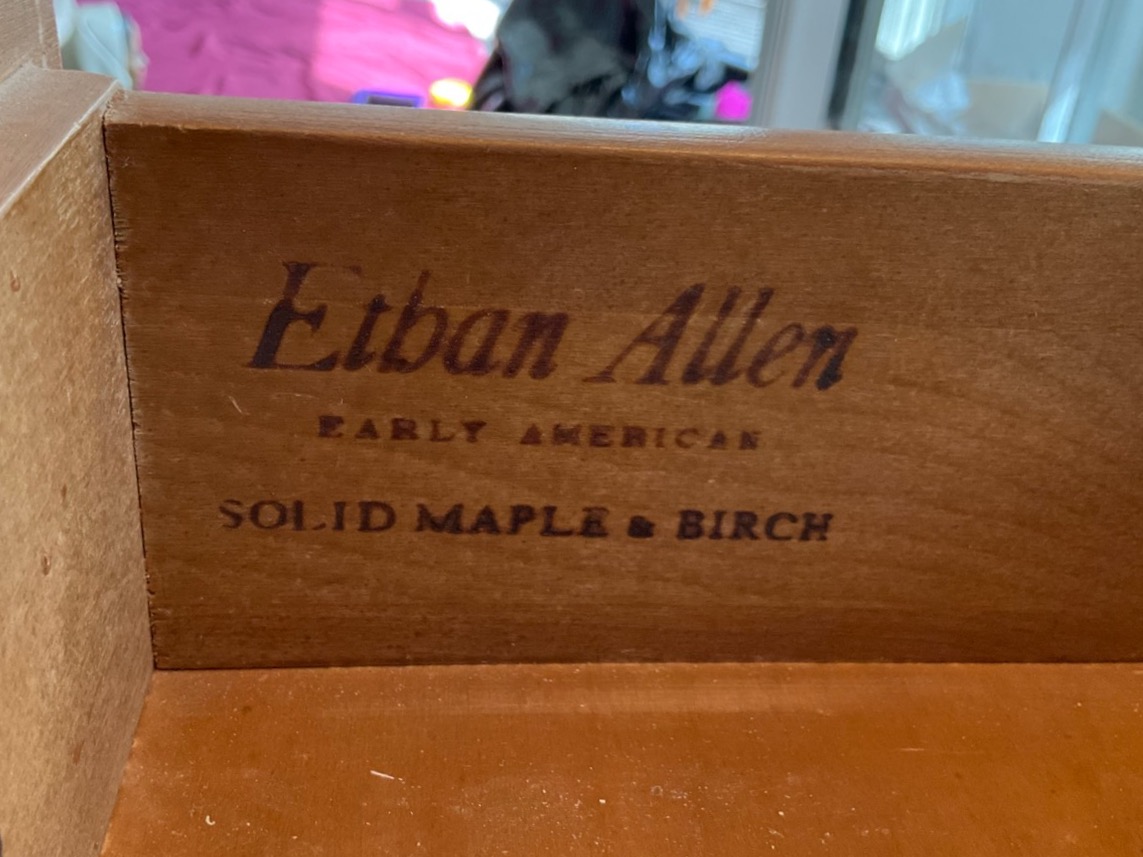 Ethan Allen
EARLY AMERICAN
SOLID MAPLE & BIRCH